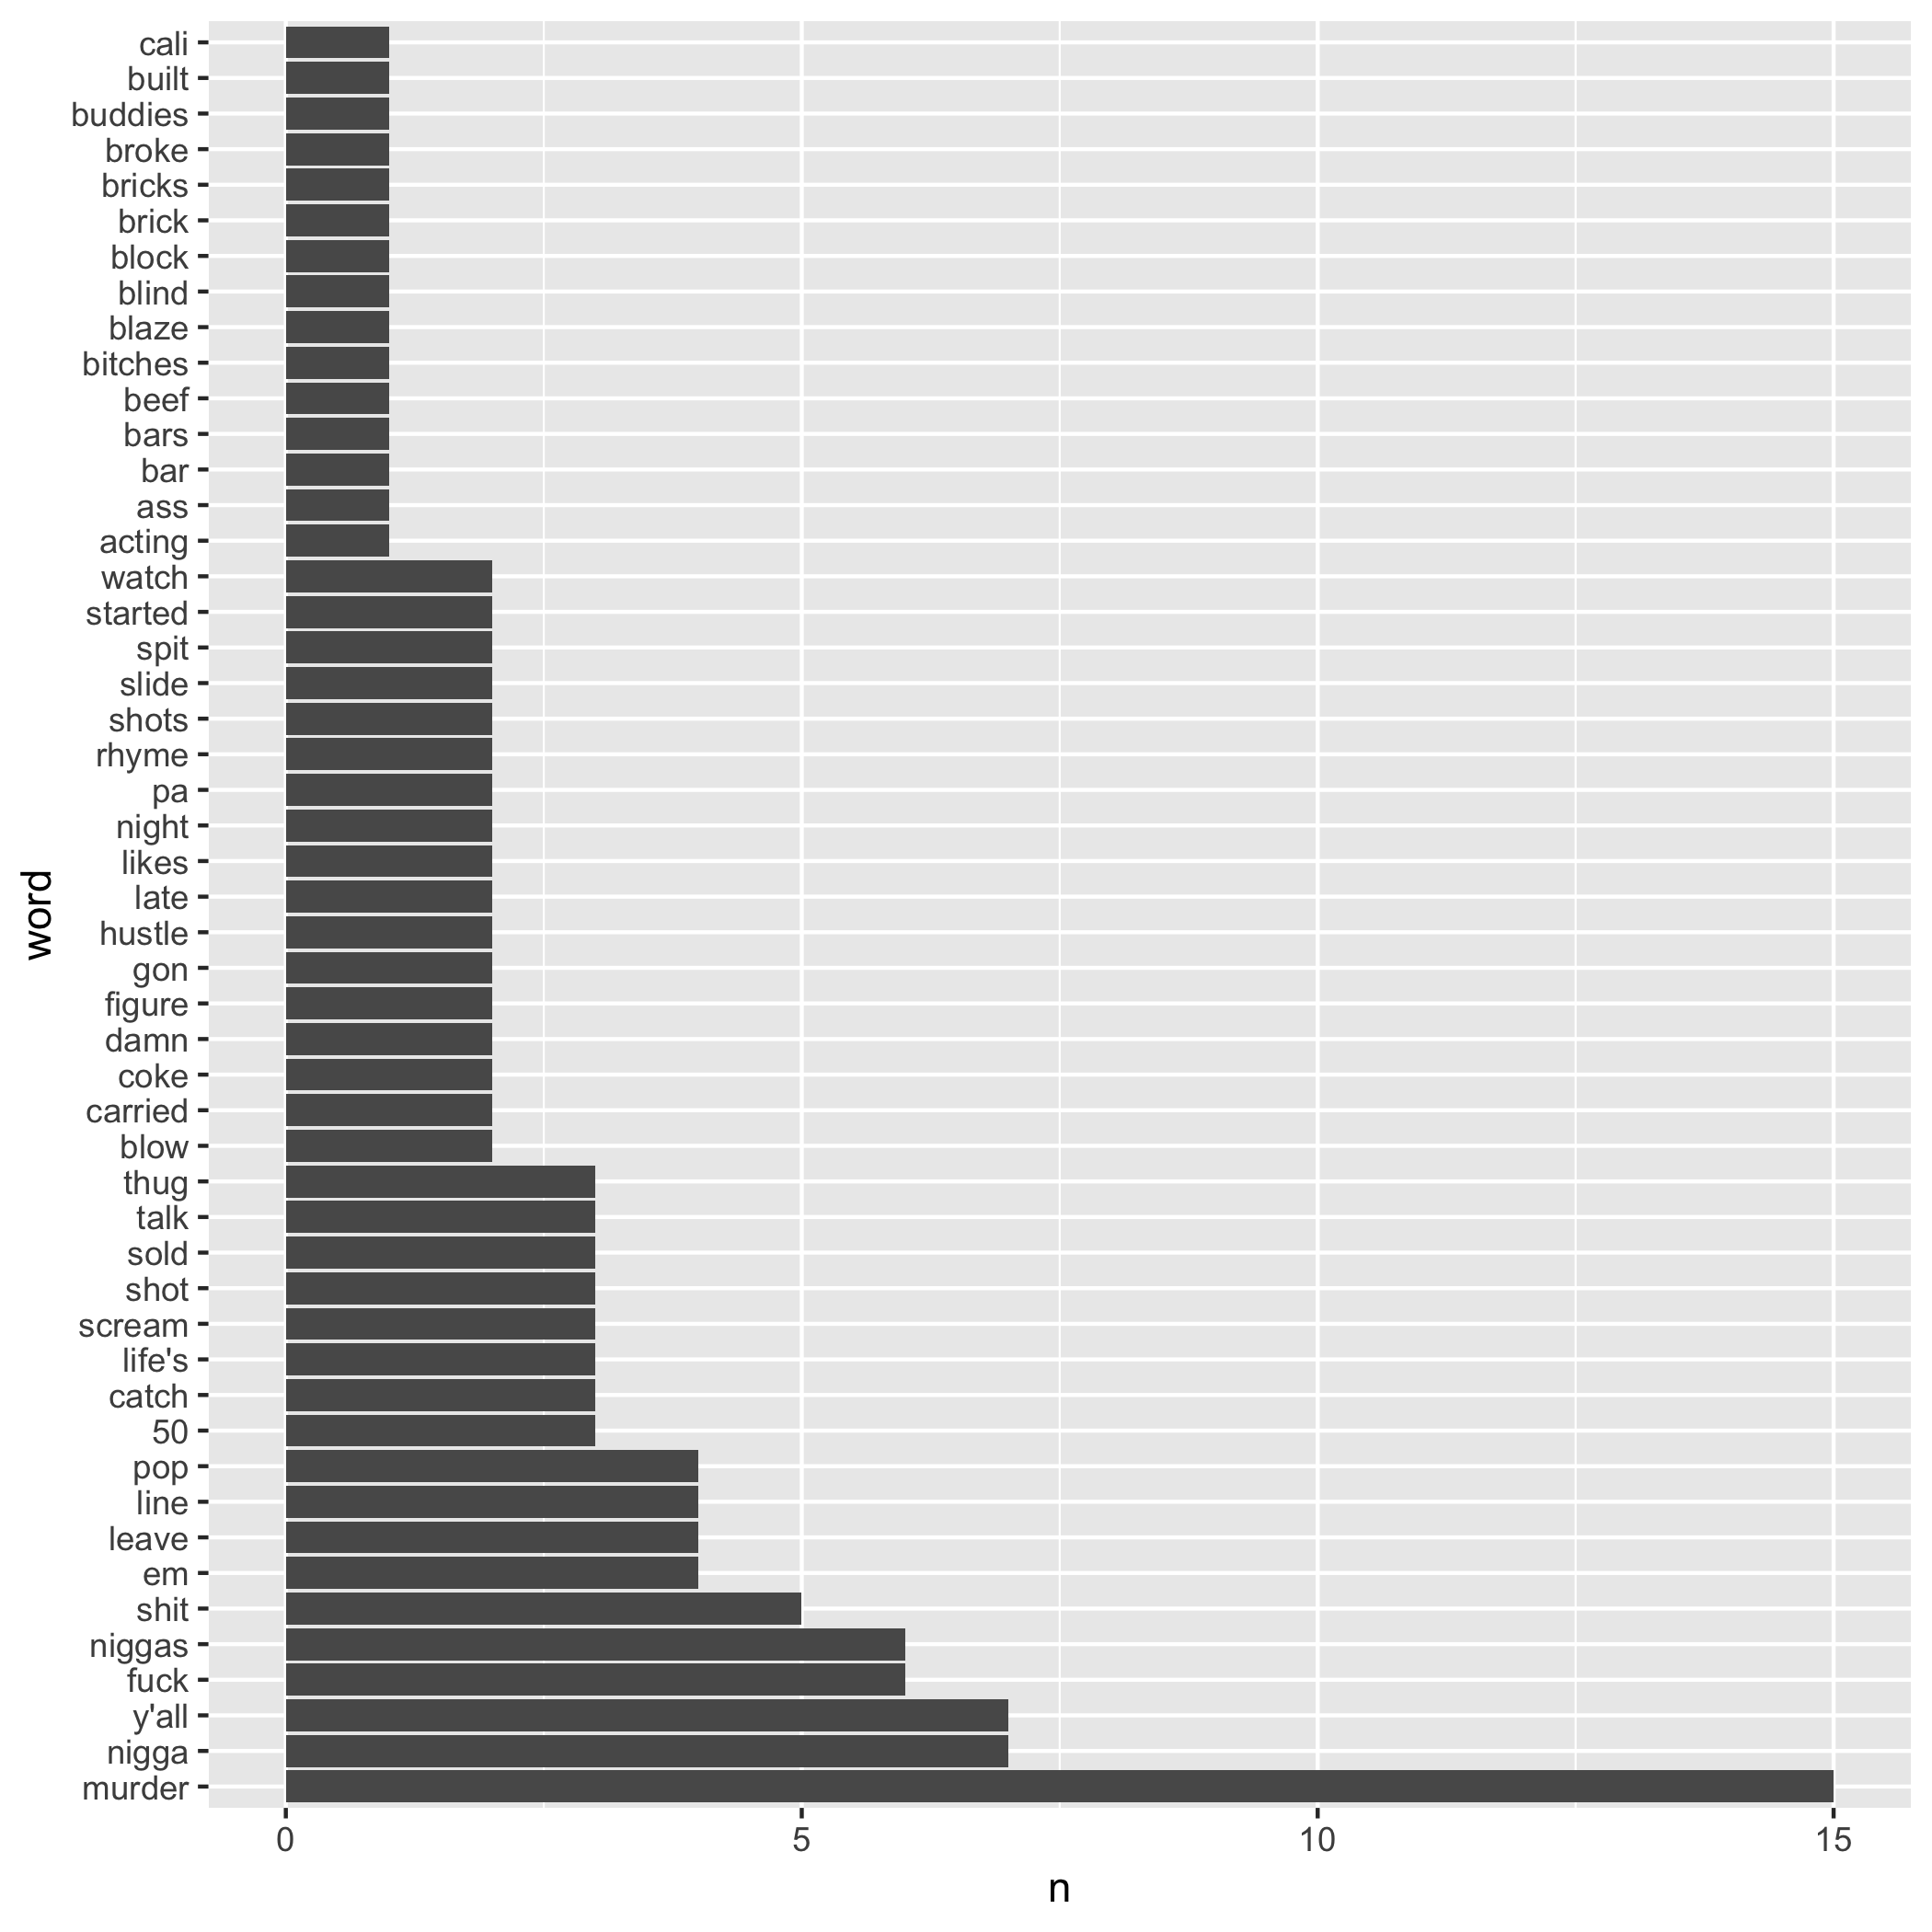 cali
built
buddies
broke
bricks
brick
block
blind
blaze
bitches
beef
bars
bar
ass
acting
watch
started
spit
slide
shots
rhyme
pa
night
likes
late
hustle
gon
figure
damn
coke
carried
blow
thug
talk
sold
shot
scream
life's
catch
50
pop
line
leave
em
shit
niggas
fuck
y'all
nigga
murder
word
0 5 10 15
n